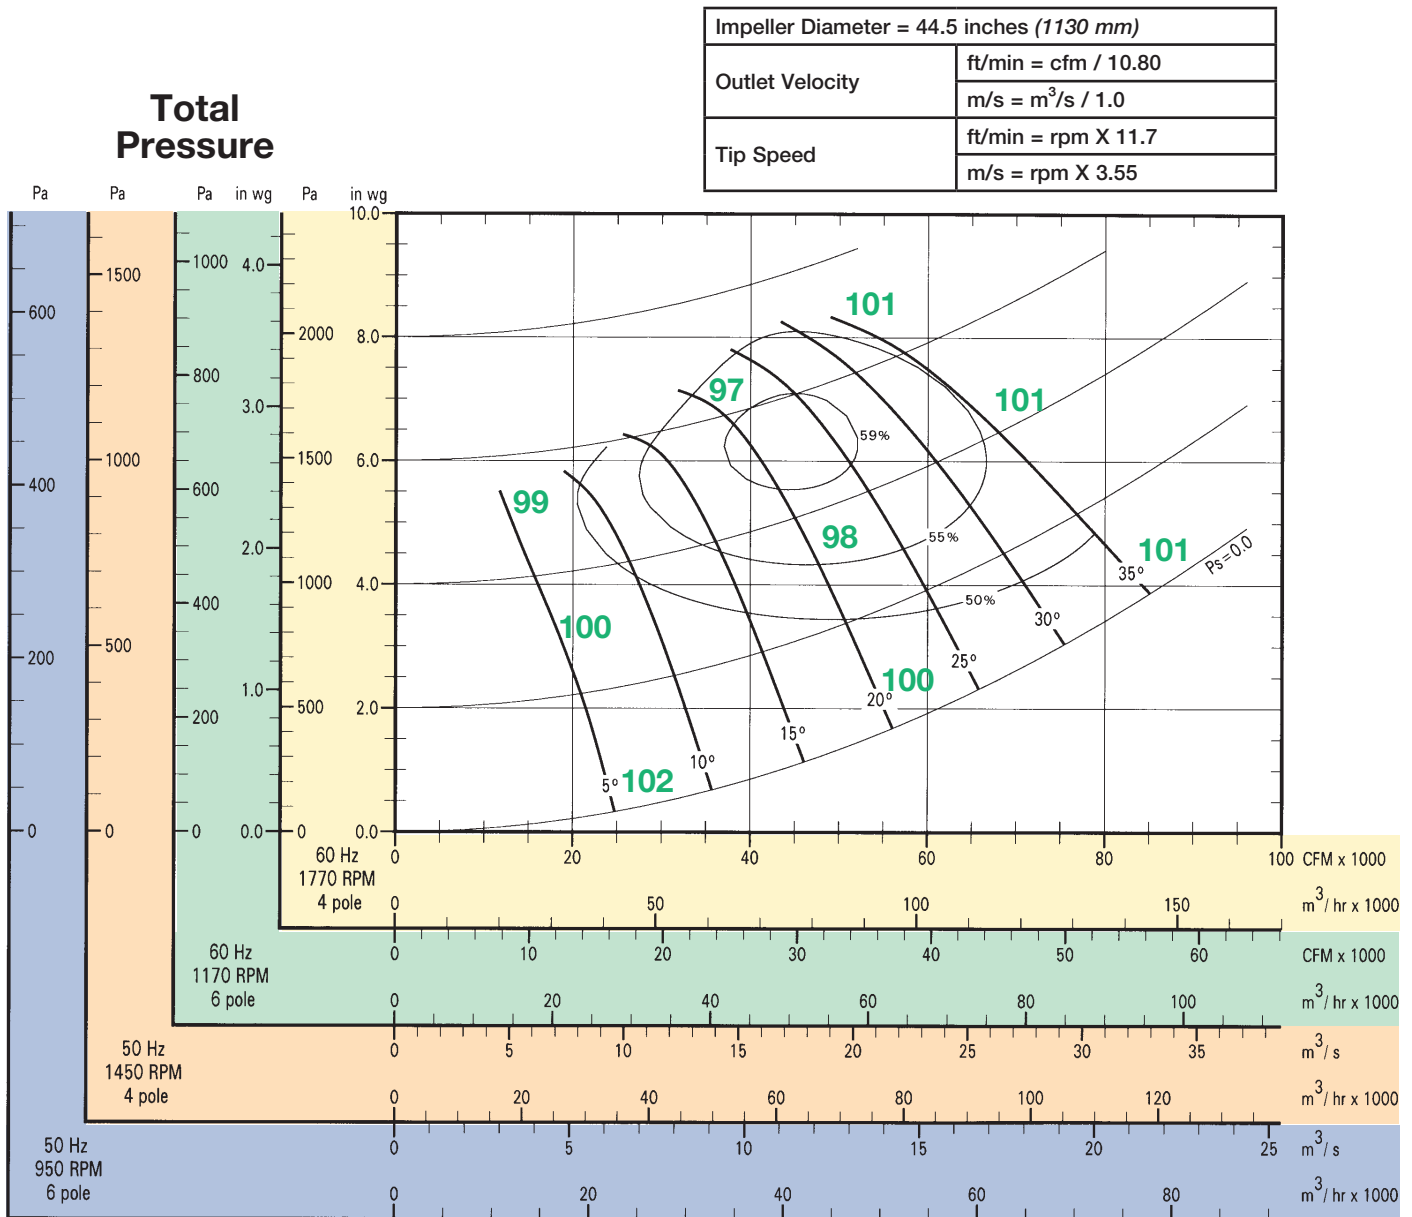 Impeller Diameter = 44.5 inches (1130 mm)
Outlet Velocity
ft/min = cfm / 10.80
m/s = m³/s / 1.0
Tip Speed
ft/min = rpm X 11.7
m/s = rpm X 3.55
Total
Pressure
Pa Pa Pa in wg Pa in wg
600
400
200
0
1500
1000
500
0
1000
800
600
400
200
0
4.0
3.0
2.0
1.0
0.0
2000
1500
1000
500
0
10.0
8.0
6.0
4.0
2.0
0.0
101
97
101
59%
99
98
55%
101
Ps=0.0
35º
50%
100
30º
25º
100
20º
15º
10º
5º
102
60 Hz
1770 RPM
4 pole
0 20 40 60 80 100 CFM x 1000
0 50 100 150 m³/ hr x 1000
60 Hz
1170 RPM
6 pole
0 10 20 30 40 50 60 CFM x 1000
0 20 40 60 80 100 m³/ hr x 1000
50 Hz
1450 RPM
4 pole
0 5 10 15 20 25 30 35 m³/ s
0 20 40 60 80 100 120 m³/ hr x 1000
50 Hz
950 RPM
6 pole
0 5 10 15 20 25 m³/ s
0 20 40 60 80 m³/ hr x 1000